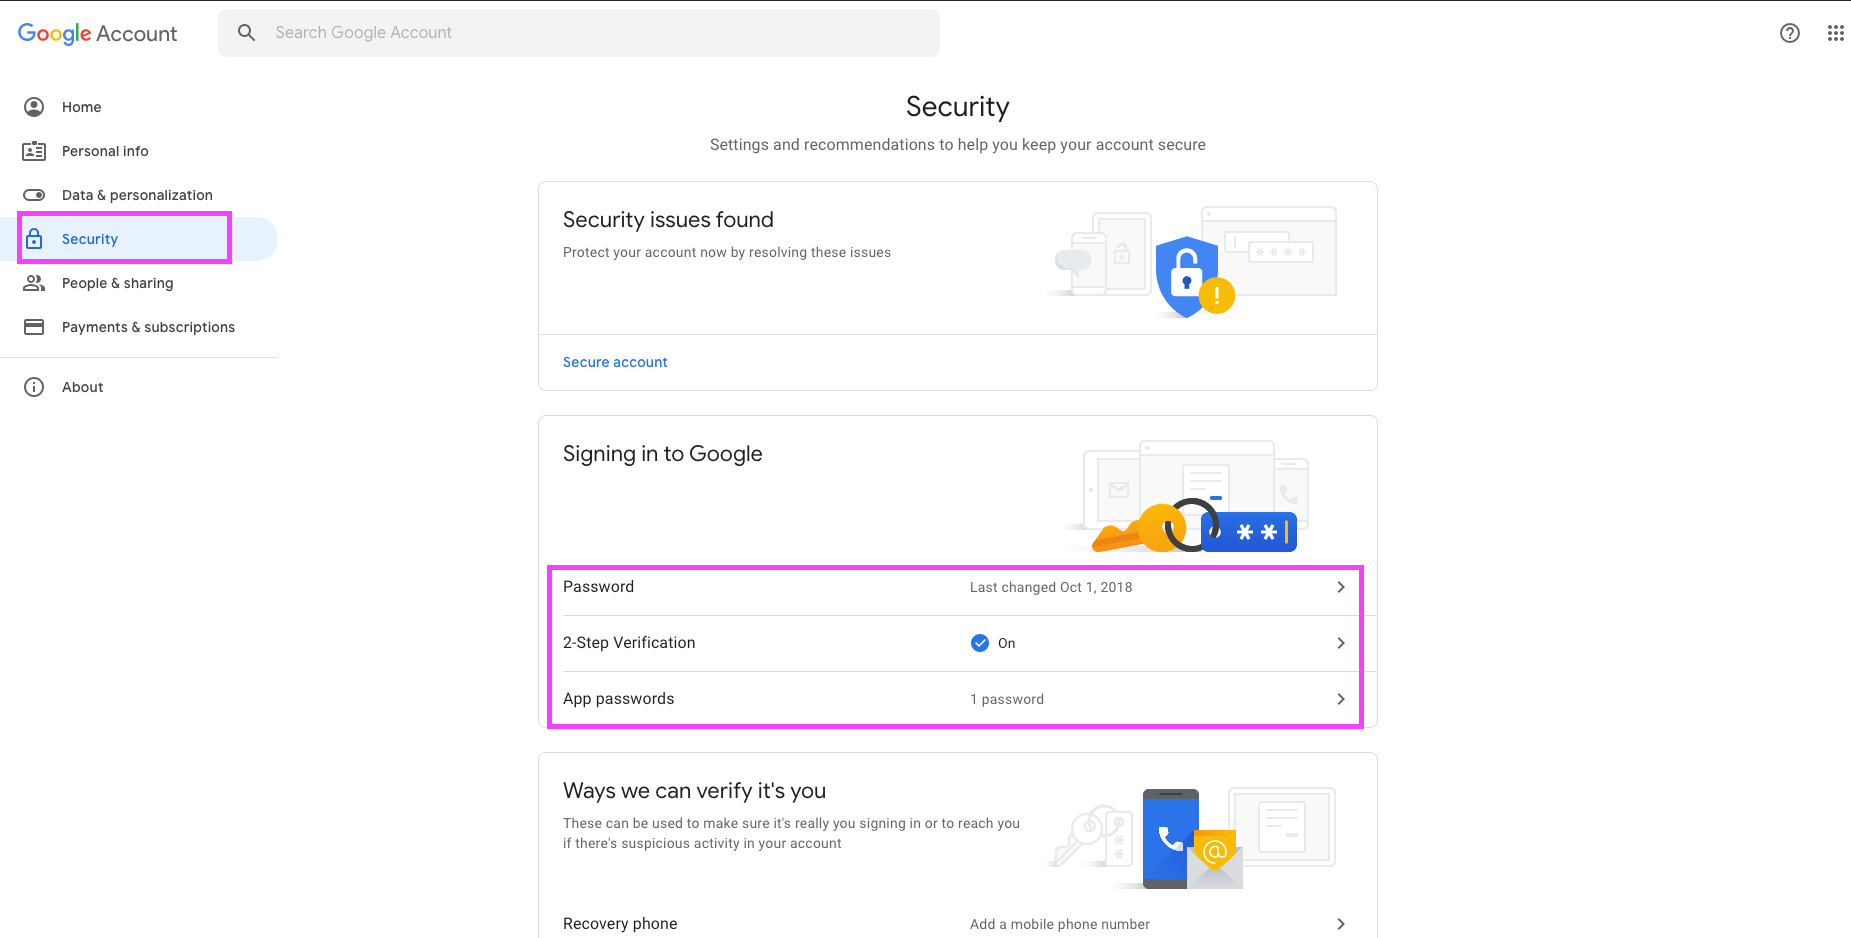 Google Account
Search Google Account
Home
Personal info
Data & personalization
Security
People & sharing
Payments & subscriptions
About
Security
Settings and recommendations to help you keep your account secure
Security issues found
Protect your account now by resolving these issues
Secure account
Signing in to Google
Password Last changed Oct 1, 2018
2-Step Verification On
App passwords 1 password
Ways we can verify it's you
These can be used to make sure it's really you signing in or to reach you
if there's suspicious activity in your account
Recovery phone Add a mobile phone number